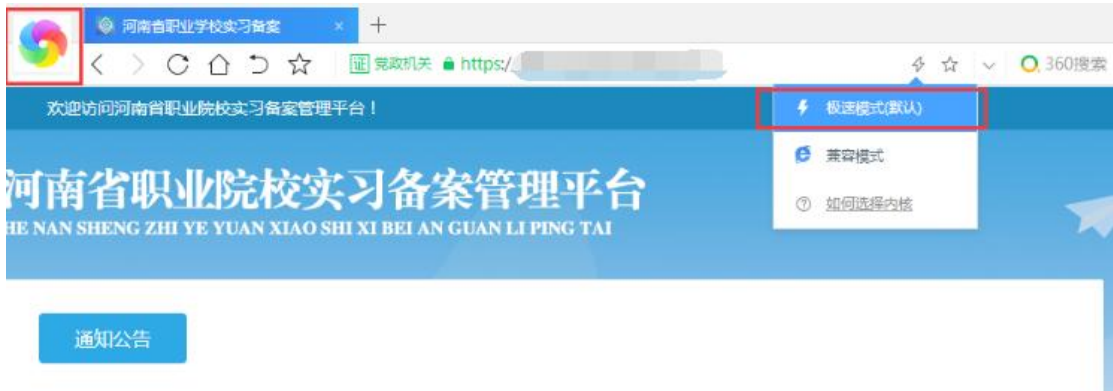 河南省职业学校实习备案
证 党政机关 https:/
360搜索
欢迎访问河南省职业院校实习备案管理平台！
极速模式(默认)
兼容模式
如何选择内核
河南省职业院校实习备案管理平台
HE NAN SHENG ZHI YE YUAN XIAO SHI XI BEI AN GUAN LI PING TAI
通知公告